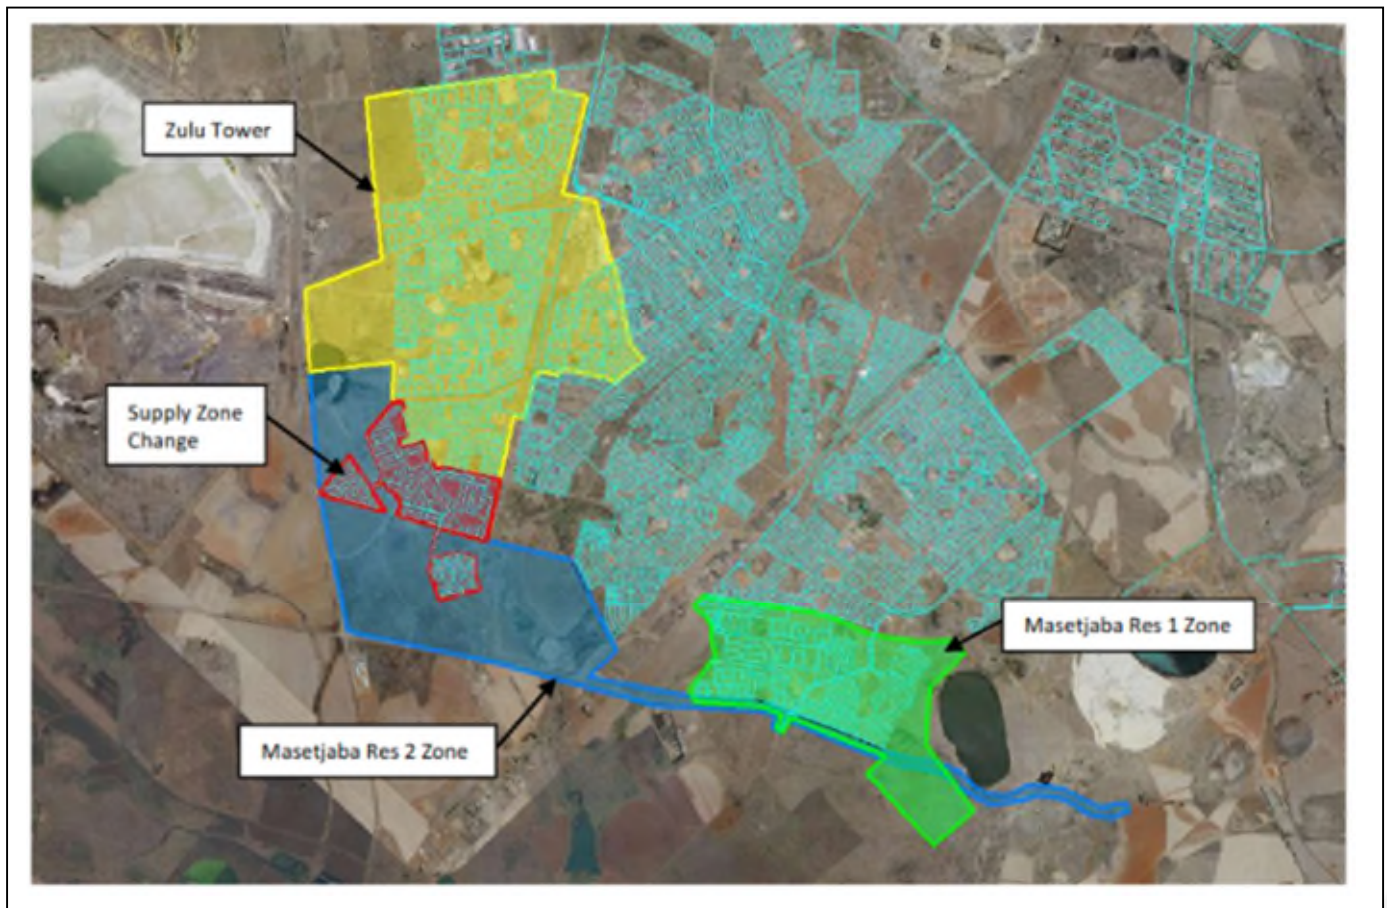 Zulu Tower
Supply Zone
Change
Masetjaba Res 1 Zone
Masetjaba Res 2 Zone